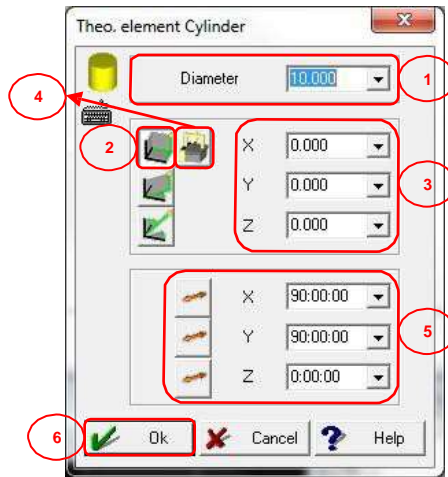 Theo. element Cylinder
Diameter 10.000 1
4
2 X 0.000
Y 0.000 3
Z 0.000
X 90:00:00
Y 90:00:00 5
Z 0:00:00
6 Ok Cancel Help